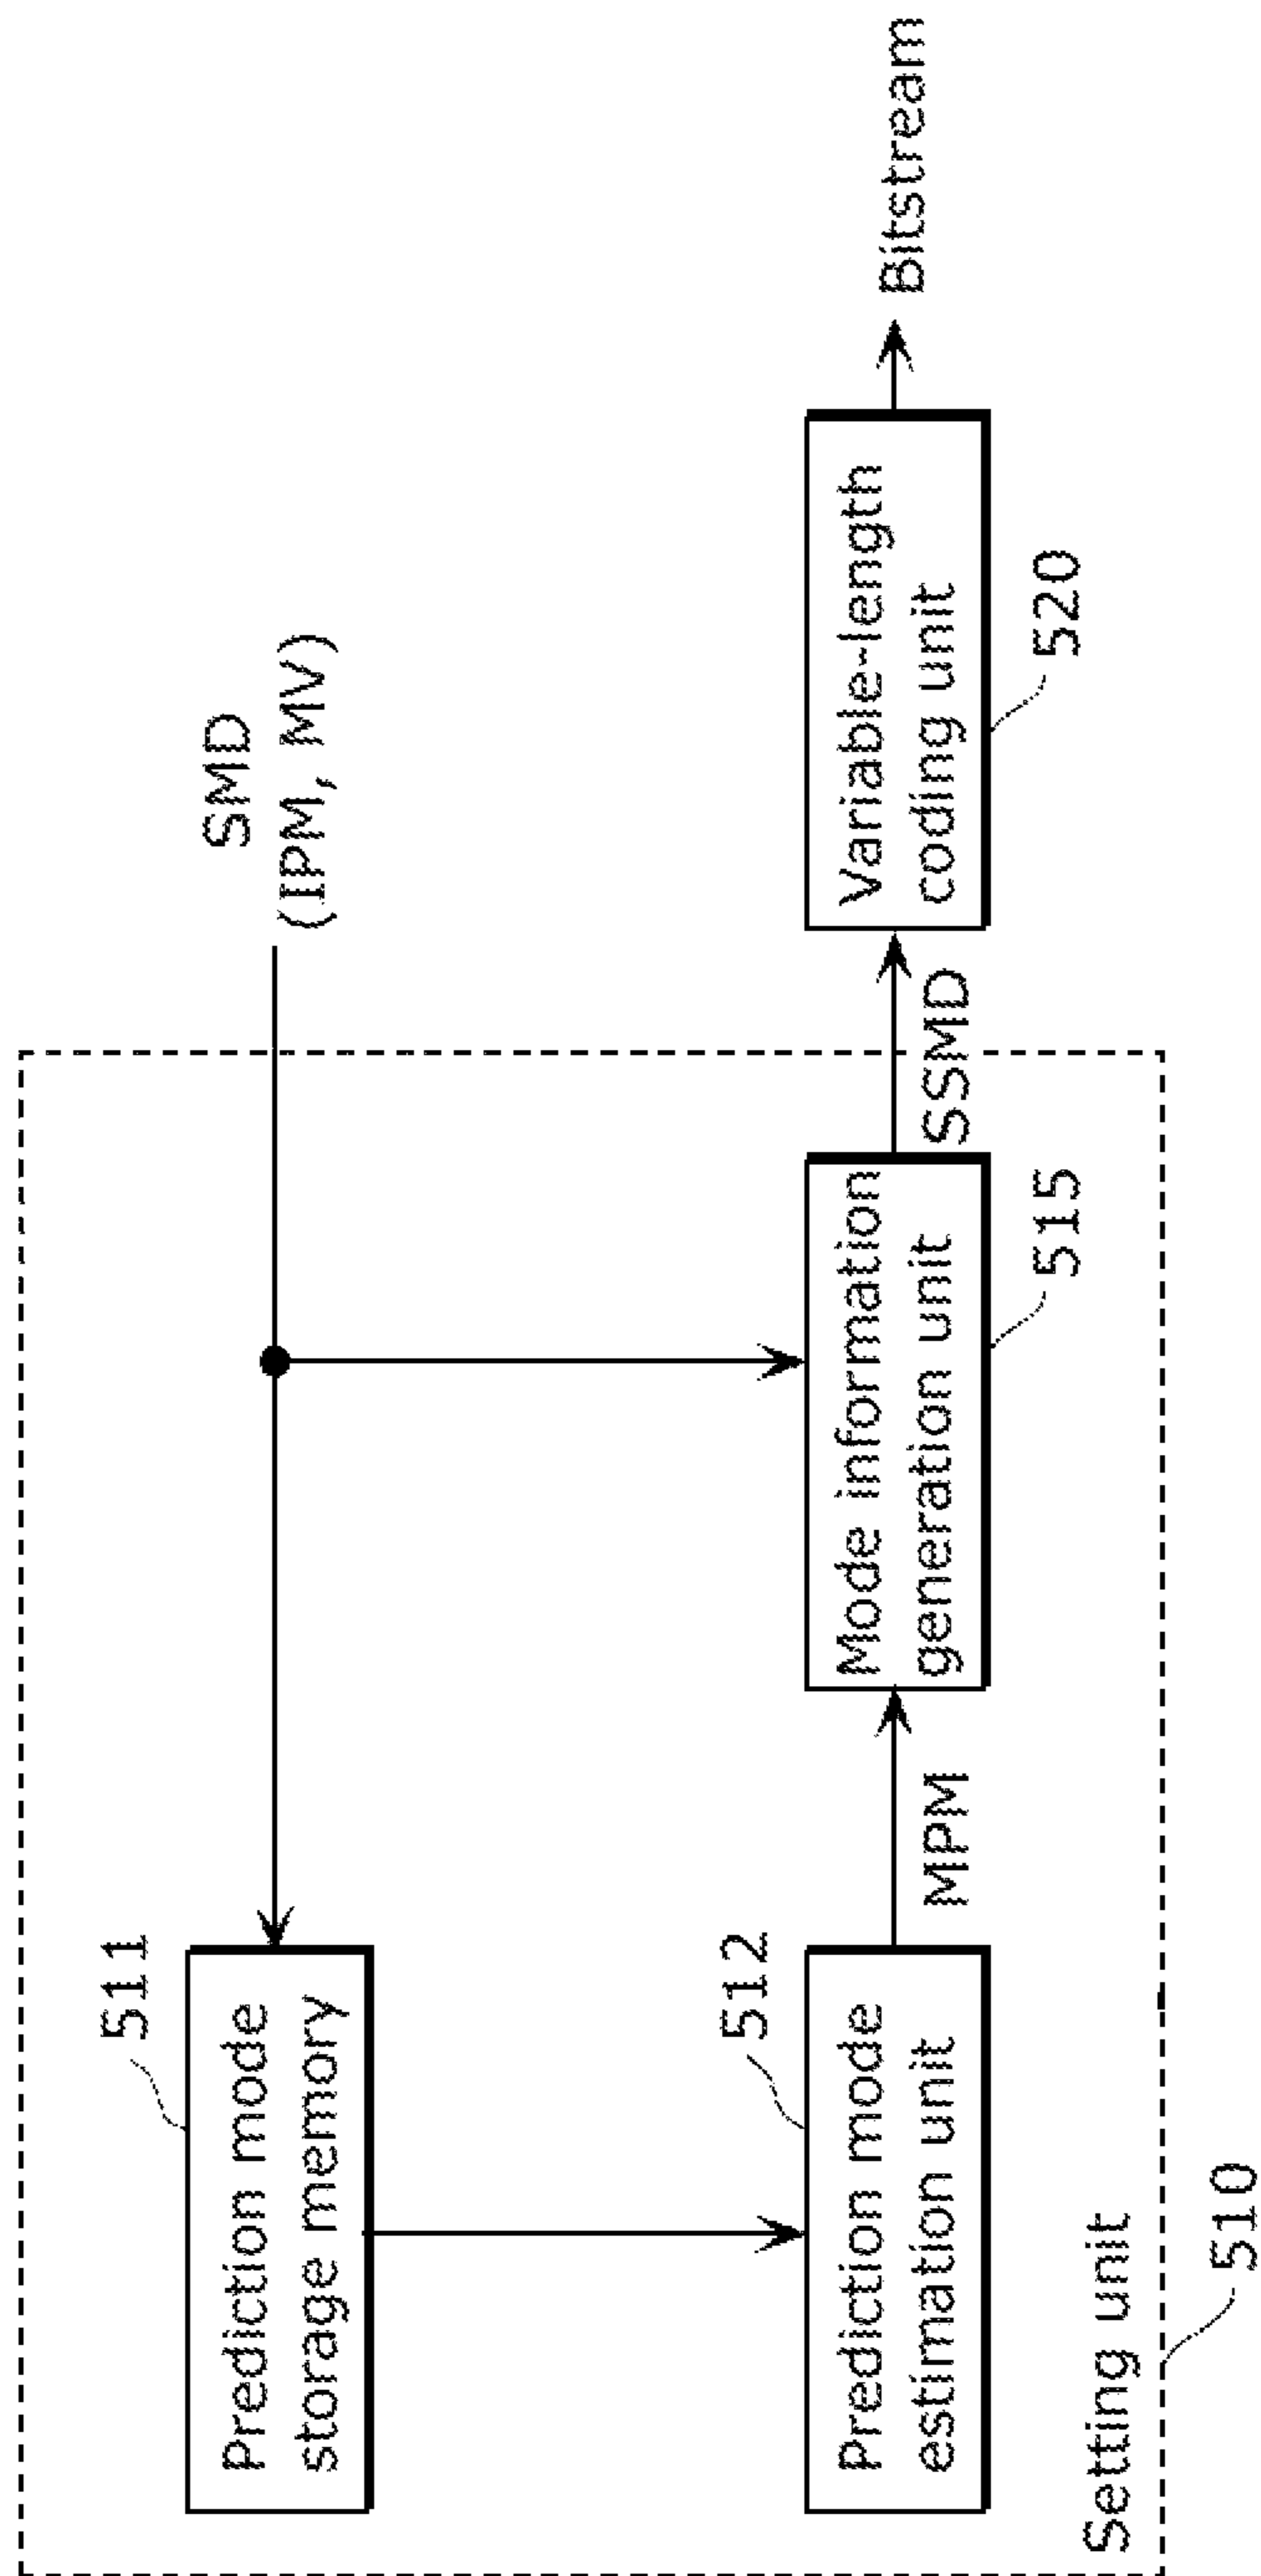 SMD
(IPM, MV)
511
Prediction mode
storage memory
512
Prediction mode
estimation unit
MPM
Mode information
generation unit
515
SSMD
Variable-length
coding unit
520
Bitstream
Setting unit
510